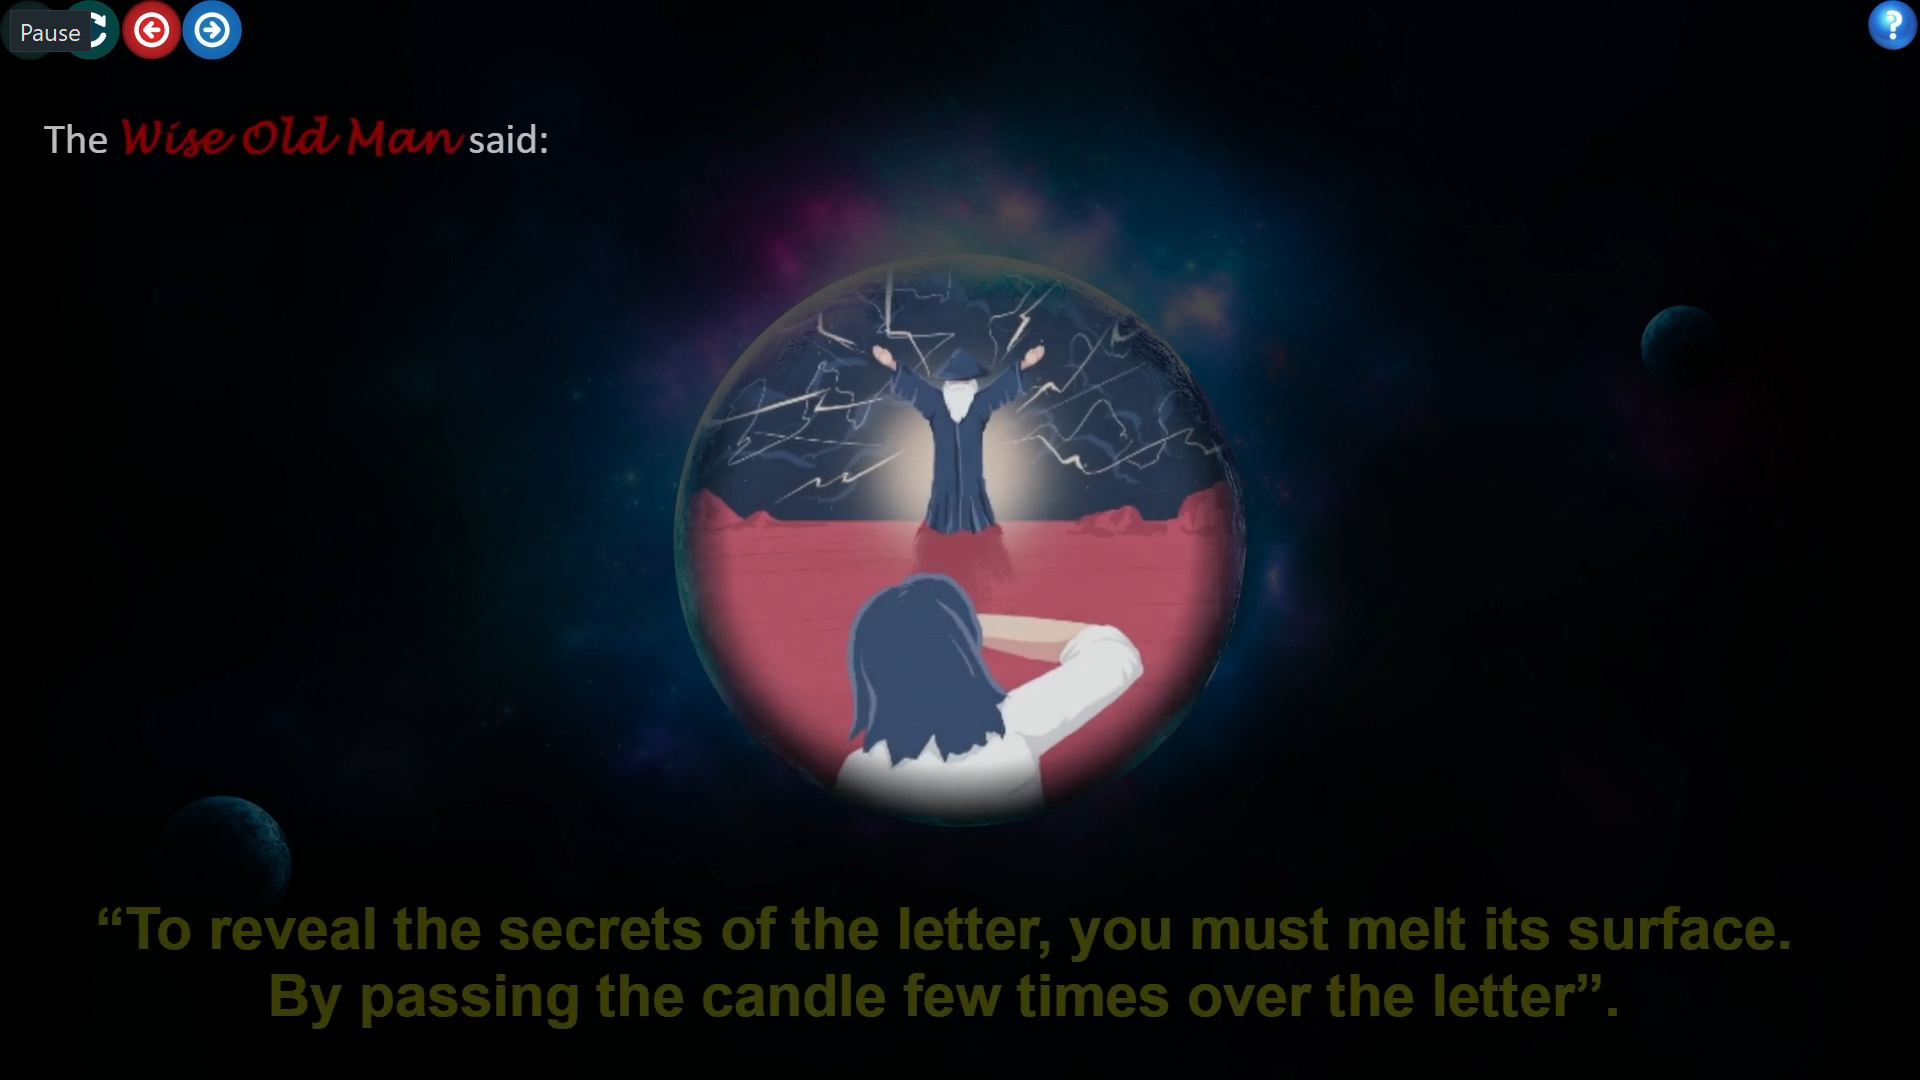 Pause
?
The Wise Old Man said:
“To reveal the secrets of the letter, you must melt its surface.
By passing the candle few times over the letter”.